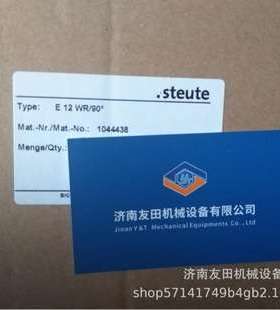 .steute
Type: E 12 WR/90°
Mat.-Nr./Mat.-No.: 1044438
Menge/Qty.:
济南友田机械设备有限公司
Jinan Y&T Mechanical Equipments Co., Ltd
济南友田机械设备
shop57141749b4gb2.1